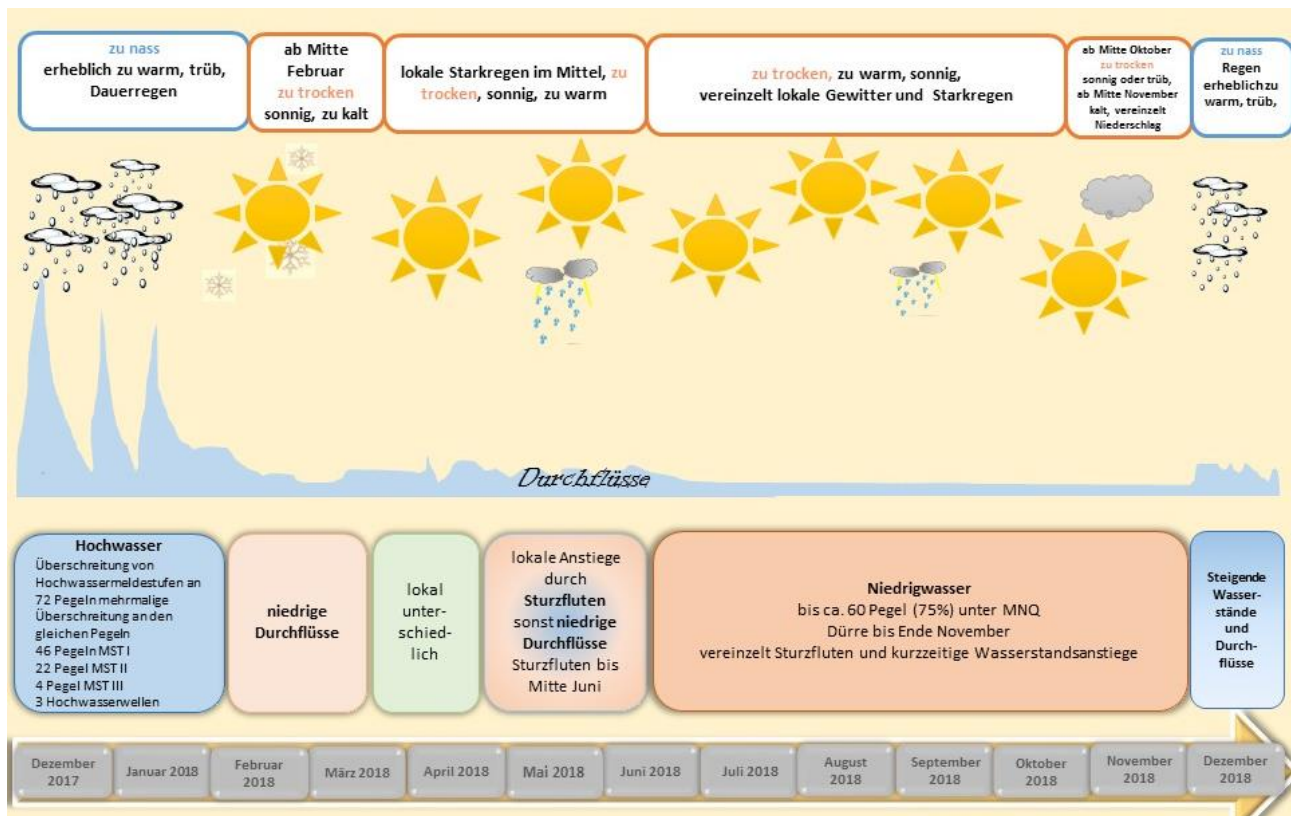 zu nass
erheblich zu warm, trüb,
Dauerregen
ab Mitte
Februar
zu trocken
sonnig, zu kalt
lokale Starkregen im Mittel, zu
trocken, sonnig, zu warm
zu trocken, zu warm, sonnig,
vereinzelt lokale Gewitter und Starkregen
ab Mitte Oktober
zu trocken
sonnig oder trüb,
ab Mitte November
kalt, vereinzelt
Niederschlag
zu nass
Regen
erheblich zu
warm, trüb,
Durchflüsse
Hochwasser
Überschreitung von
Hochwassermeldestufen an
72 Pegeln mehrmalige
Überschreitung an den
gleichen Pegeln
46 Pegeln MST I
22 Pegel MST II
4 Pegel MST III
3 Hochwasserwellen
niedrige
Durchflüsse
lokal
unter-
schied-
lich
lokale Anstiege
durch
Sturzfluten
sonst niedrige
Durchflüsse
Sturzfluten bis
Mitte Juni
Niedrigwasser
bis ca. 60 Pegel (75%) unter MNQ
Dürre bis Ende November
vereinzelt Sturzfluten und kurzzeitige Wasserstandsanstiege
Steigende
Wasser-
stände
und
Durch-
flüsse
Dezember
2017
Januar 2018
Februar
2018
März 2018
April 2018
Mai 2018
Juni 2018
Juli 2018
August
2018
September
2018
Oktober
2018
November
2018
Dezember
2018